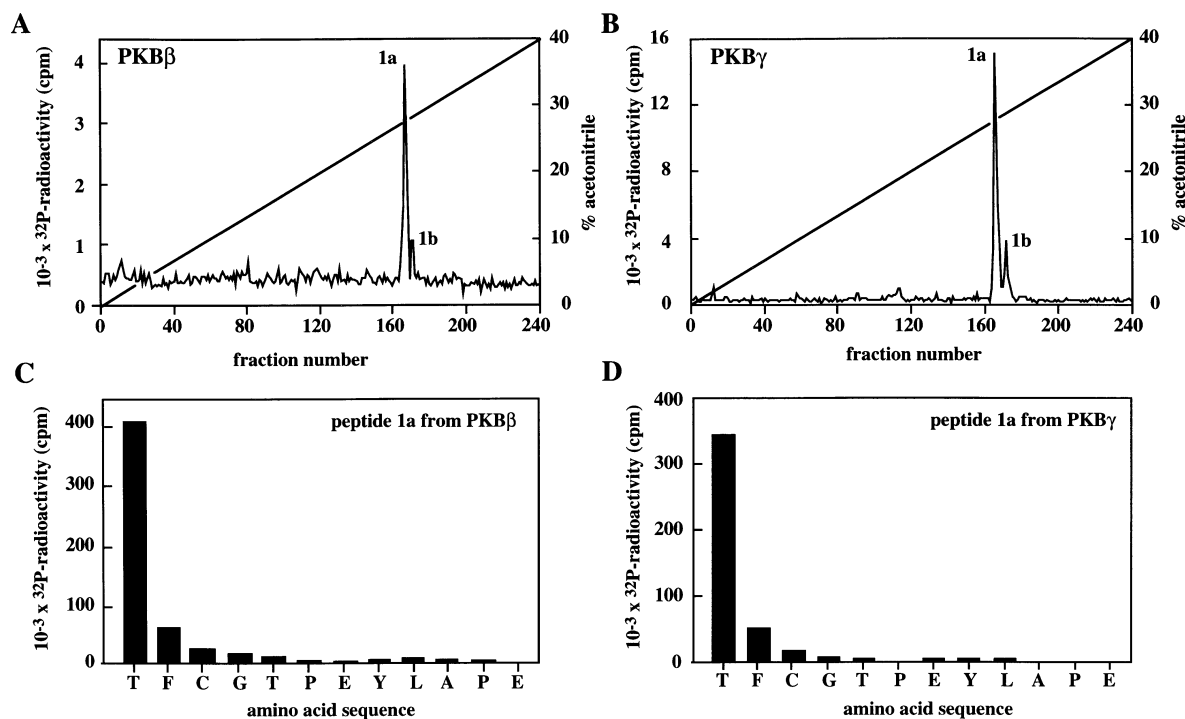 A
PKBβ
1a
1b
10-3 x 32P-radioactivity (cpm)
4
3
2
1
0
40
30
20
10
0
% acetonitrile
0 40 80 120 160 200 240
fraction number
B
PKBγ
1a
1b
10-3 x 32P-radioactivity (cpm)
16
12
8
4
0
40
30
20
10
0
% acetonitrile
0 40 80 120 160 200 240
fraction number
C
peptide 1a from PKBβ
10-3 x 32P-radioactivity (cpm)
400
300
200
100
0
T F C G T P E Y L A P E
amino acid sequence
D
peptide 1a from PKBγ
10-3 x 32P-radioactivity (cpm)
400
300
200
100
0
T F C G T P E Y L A P E
amino acid sequence